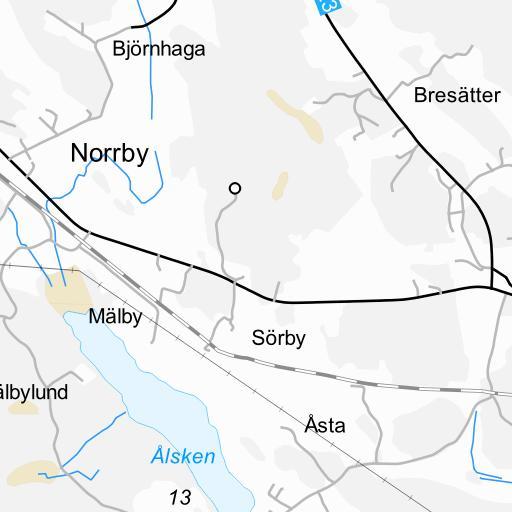 Björnhaga
Bresätter
Norrby
Mälby
Sörby
älbylund
Åsta
Ålsken
13